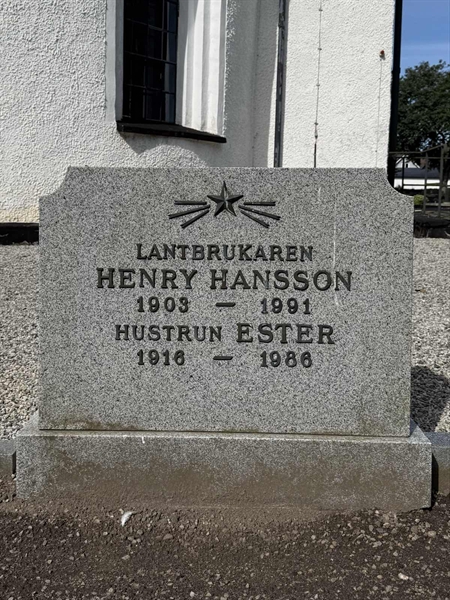 LANTBRUKAREN
HENRY HANSSON
1903 — 1991
HUSTRUN ESTER
1916 — 1986